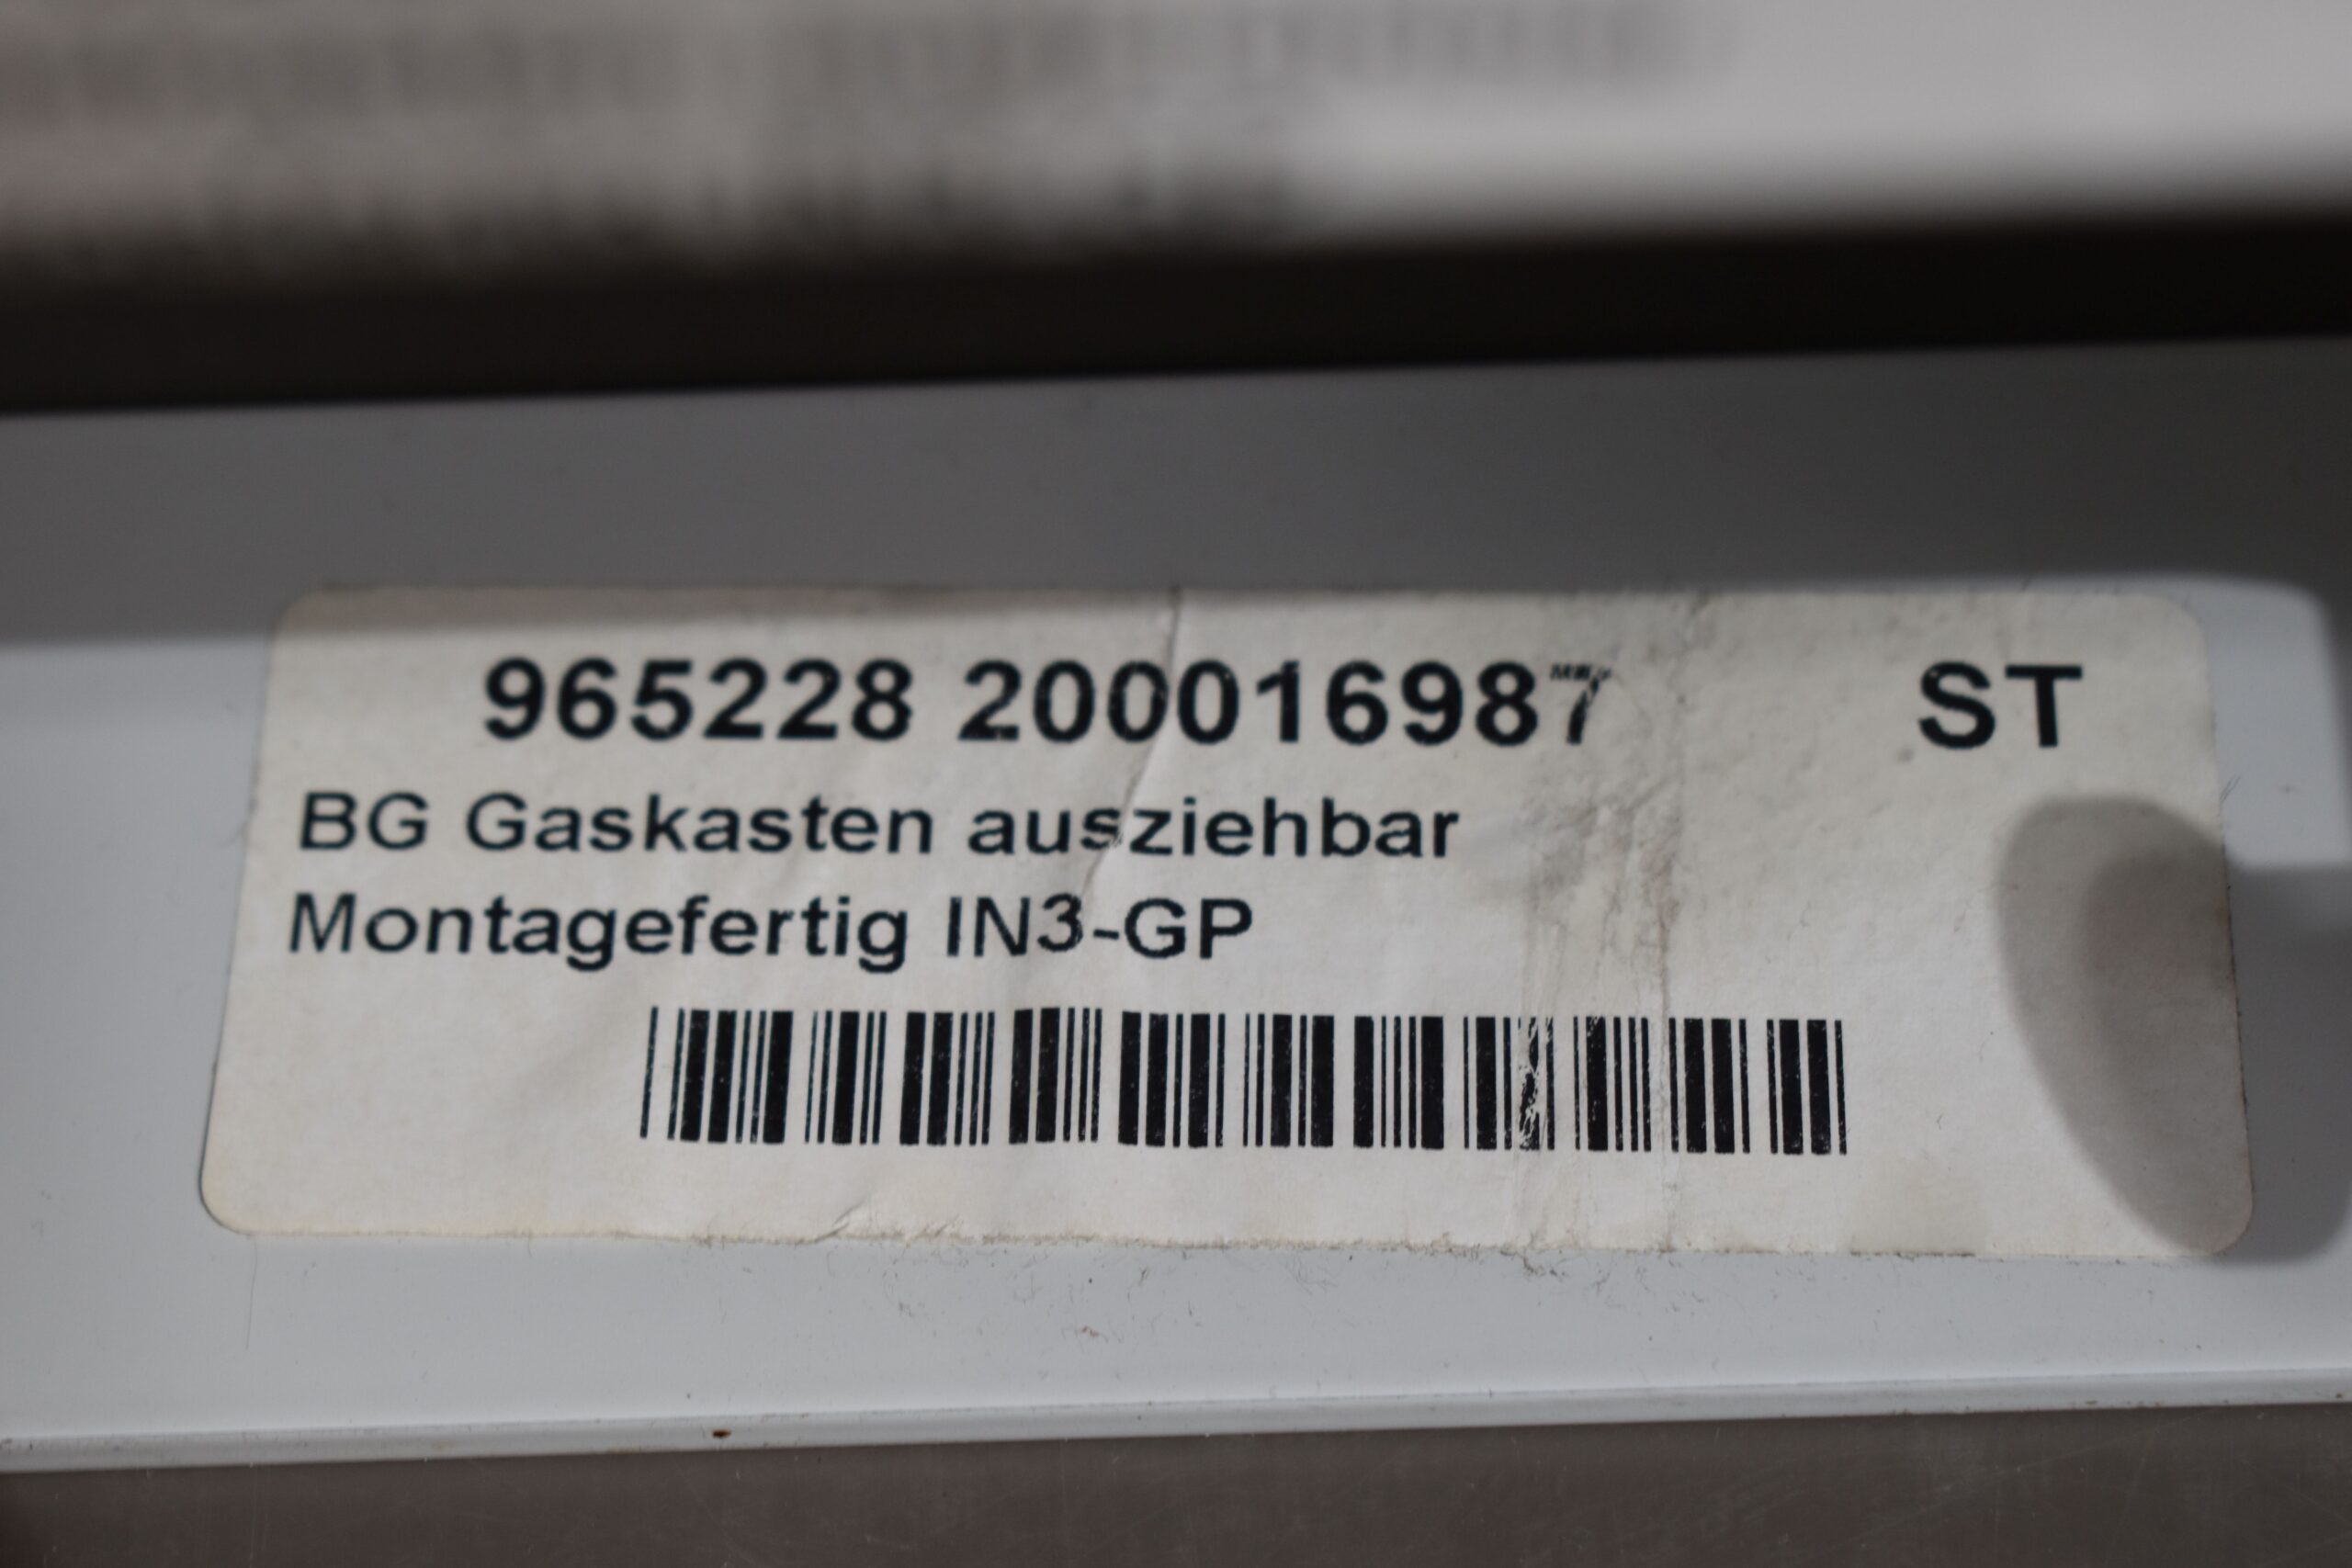 965228 200016987 ST
BG Gaskasten ausziehbar
Montagefertig IN3-GP